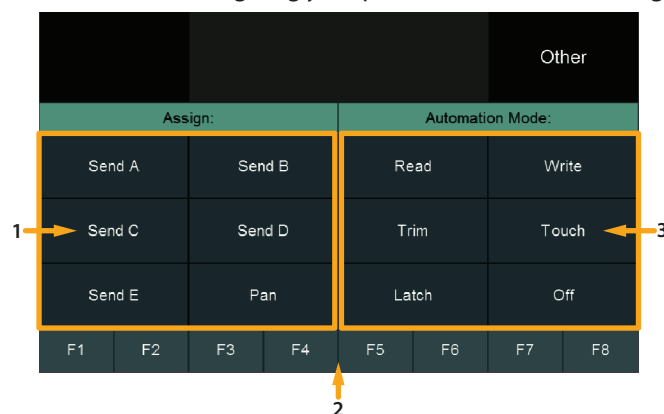 Other
Assign: Automation Mode:
Send A Send B Read Write
1 Send C Send D Trim Touch 3
Send E Pan Latch Off
F1 F2 F3 F4 F5 F6 F7 F8
2